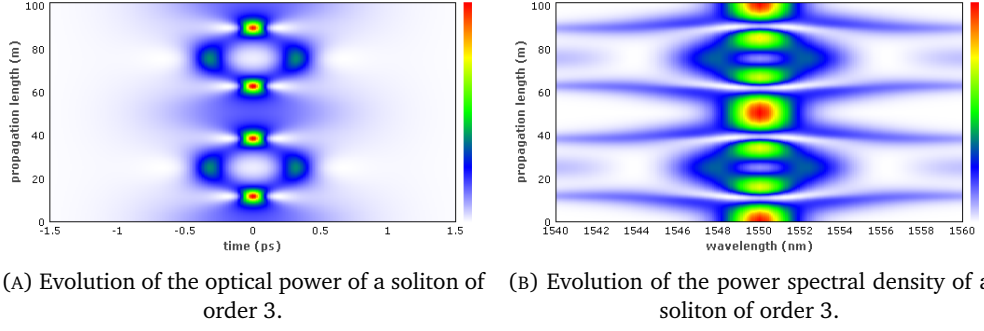 100
80
60
40
20
0
propagation length (m)
-1.5 -1 -0.5 0 0.5 1 1.5
time (ps)
(A) Evolution of the optical power of a soliton of
order 3.
100
80
60
40
20
0
propagation length (m)
1540 1542 1544 1546 1548 1550 1552 1554 1556 1558 1560
wavelength (nm)
(B) Evolution of the power spectral density of a
soliton of order 3.